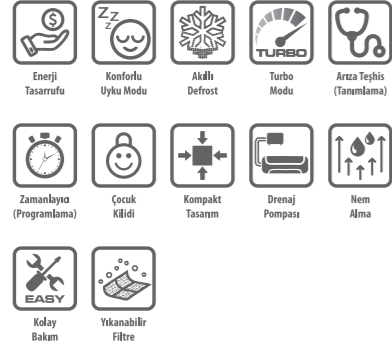 Z Z
Z
TURBO
Enerji
Tasarrufu
Konforlu
Uyku Modu
Akıllı
Defrost
Turbo
Modu
Arıza Teşhis
(Tanımlama)
Zamanlayıcı
(Programlama)
Çocuk
Kilidi
Kompakt
Tasarım
Drenaj
Pompası
Nem
Alma
EASY
Kolay
Bakım
Yıkanabilir
Filtre